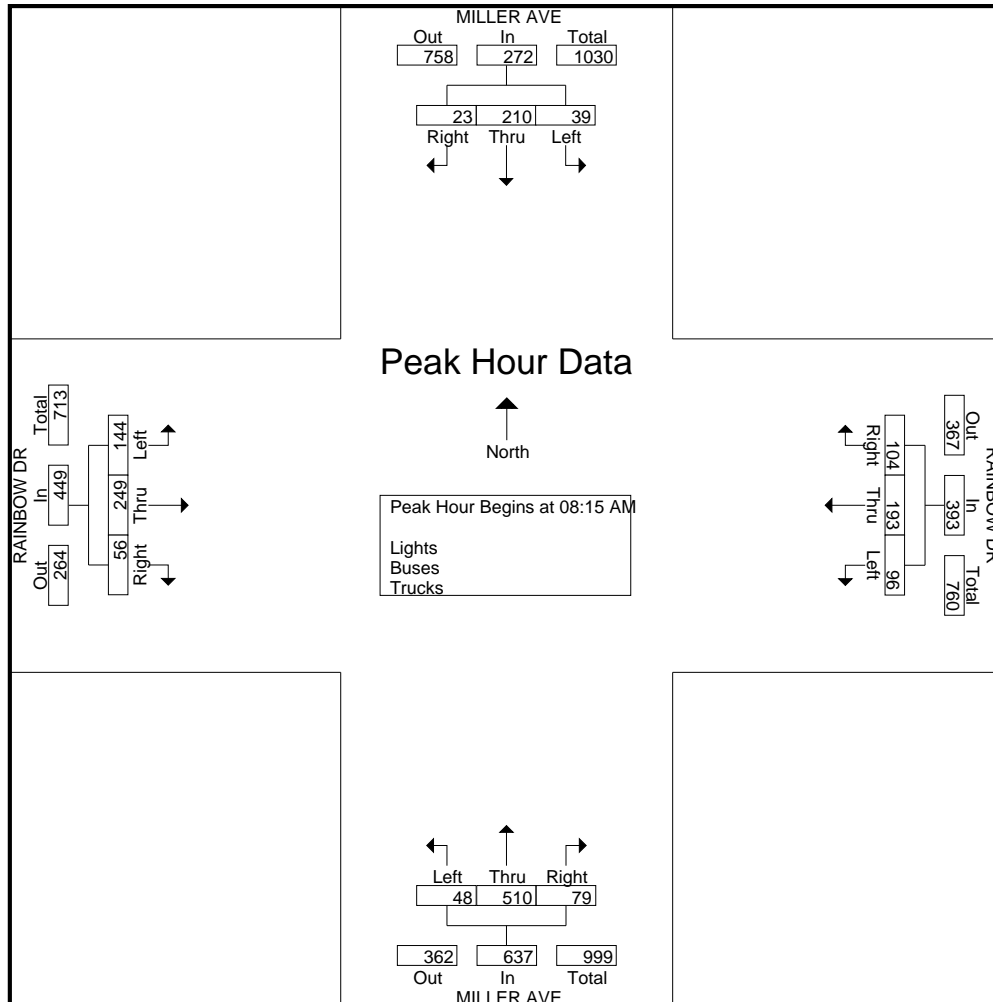 MILLER AVE
Out In Total
758 272 1030
23 210 39
Right Thru Left
Peak Hour Data
North
Peak Hour Begins at 08:15 AM
Lights
Buses
Trucks
RAINBOW DR
Out In Total
264 449 713
144 249 56
Left Thru Right
RAINBOW DR
Out In Total
367 393 760
104 193 96
Right Thru Left
Left Thru Right
48 510 79
362 637 999
Out In Total
MILLER AVE